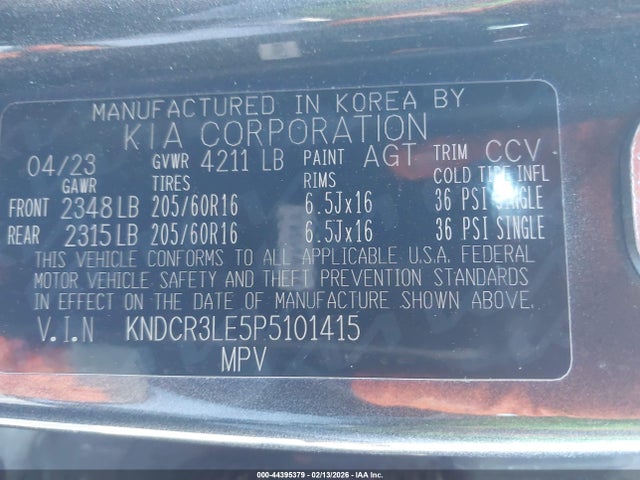 MANUFACTURED IN KOREA BY
KIA CORPORATION
04/23 GVWR 4211 LB PAINT AGT TRIM CCV
GAWR TIRES RIMS COLD TIRE INFL
FRONT 2348 LB 205/60R16 6.5Jx16 36 PSI SINGLE
REAR 2315 LB 205/60R16 6.5Jx16 36 PSI SINGLE
THIS VEHICLE CONFORMS TO ALL APPLICABLE U.S.A. FEDERAL
MOTOR VEHICLE SAFETY AND THEFT PREVENTION STANDARDS
IN EFFECT ON THE DATE OF MANUFACTURE SHOWN ABOVE.
V.I.N KNDCR3LE5P5101415
MPV
000-44395379 - 02/13/2026 - IAA Inc.